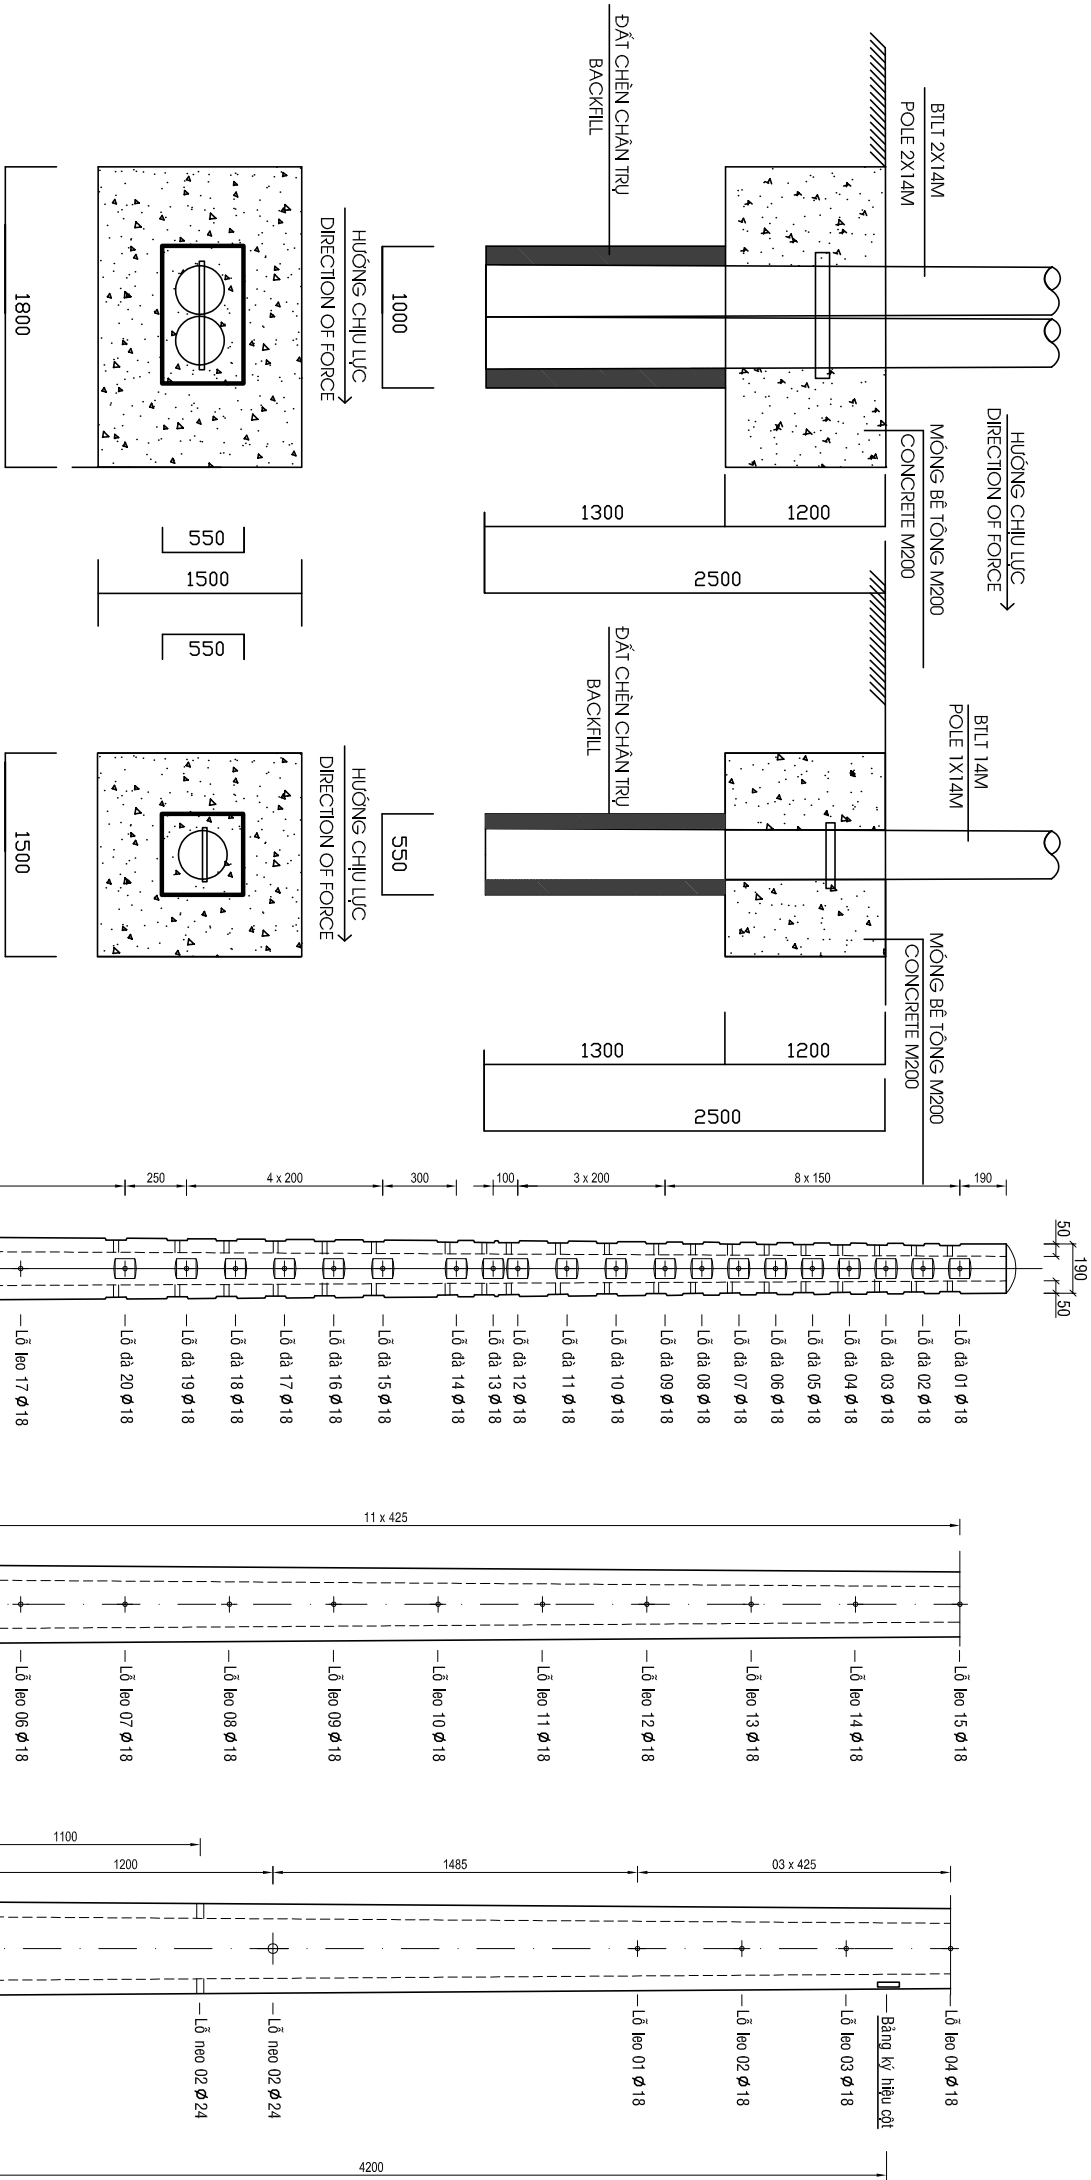 BTLT 2X14M
POLE 2X14M
ĐẤT CHÈN CHÂN TRỤ
BACKFILL
HƯỚNG CHỊU LỰC
DIRECTION OF FORCE
MÓNG BÊ TÔNG M200
CONCRETE M200
1200
1300
2500
1000
HƯỚNG CHỊU LỰC
DIRECTION OF FORCE
1800
550
1500
550
BTLT 14M
POLE 1X14M
ĐẤT CHÈN CHÂN TRỤ
BACKFILL
MÓNG BÊ TÔNG M200
CONCRETE M200
1200
1300
2500
550
HƯỚNG CHỊU LỰC
DIRECTION OF FORCE
1500
50
190
50
190
8 x 150
3 x 200
100
300
4 x 200
250
Lỗ đà 01 Ø18
Lỗ đà 02 Ø18
Lỗ đà 03 Ø18
Lỗ đà 04 Ø18
Lỗ đà 05 Ø18
Lỗ đà 06 Ø18
Lỗ đà 07 Ø18
Lỗ đà 08 Ø18
Lỗ đà 09 Ø18
Lỗ đà 10 Ø18
Lỗ đà 11 Ø18
Lỗ đà 12 Ø18
Lỗ đà 13 Ø18
Lỗ đà 14 Ø18
Lỗ đà 15 Ø18
Lỗ đà 16 Ø18
Lỗ đà 17 Ø18
Lỗ đà 18 Ø18
Lỗ đà 19 Ø18
Lỗ đà 20 Ø18
Lỗ leo 17 Ø18
11 x 425
Lỗ leo 15 Ø18
Lỗ leo 14 Ø18
Lỗ leo 13 Ø18
Lỗ leo 12 Ø18
Lỗ leo 11 Ø18
Lỗ leo 10 Ø18
Lỗ leo 09 Ø18
Lỗ leo 08 Ø18
Lỗ leo 07 Ø18
Lỗ leo 06 Ø18
03 x 425
1485
1200
1100
Lỗ leo 04 Ø18
Bảng ký hiệu cột
Lỗ leo 03 Ø18
Lỗ leo 02 Ø18
Lỗ leo 01 Ø18
Lỗ neo 02 Ø24
Lỗ neo 02 Ø24
4200